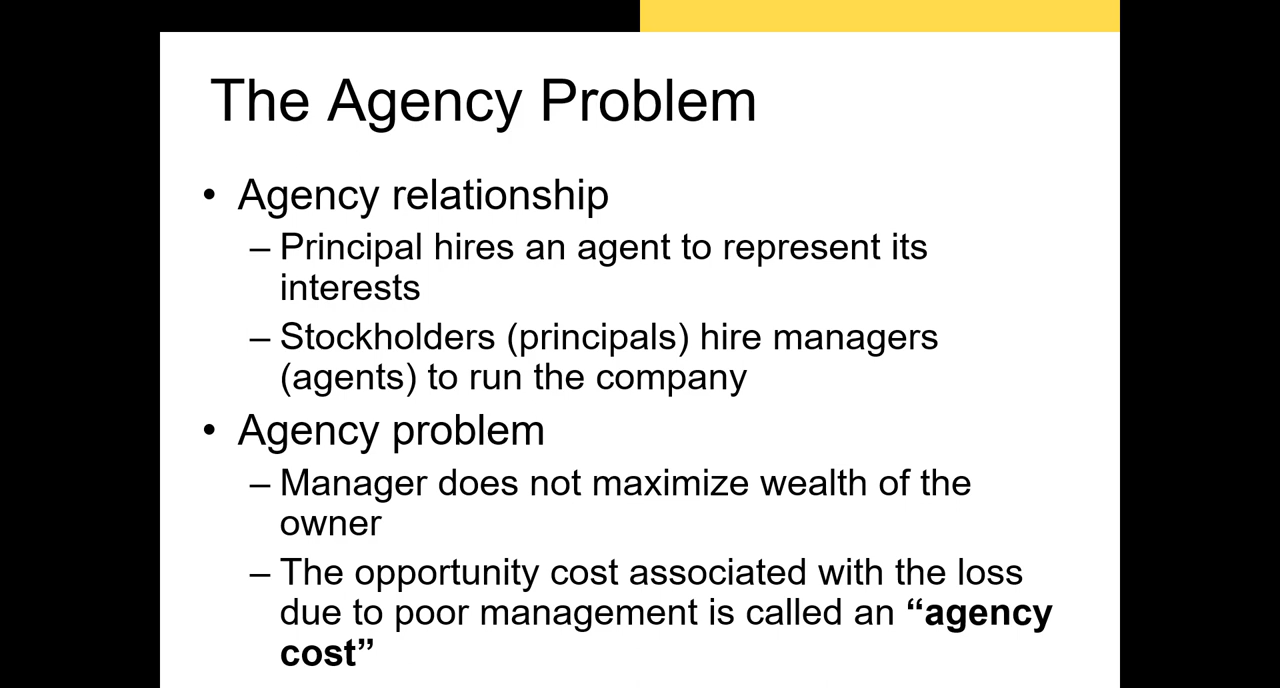 The Agency Problem
• Agency relationship
– Principal hires an agent to represent its
interests
– Stockholders (principals) hire managers
(agents) to run the company
• Agency problem
– Manager does not maximize wealth of the
owner
– The opportunity cost associated with the loss
due to poor management is called an “agency
cost”